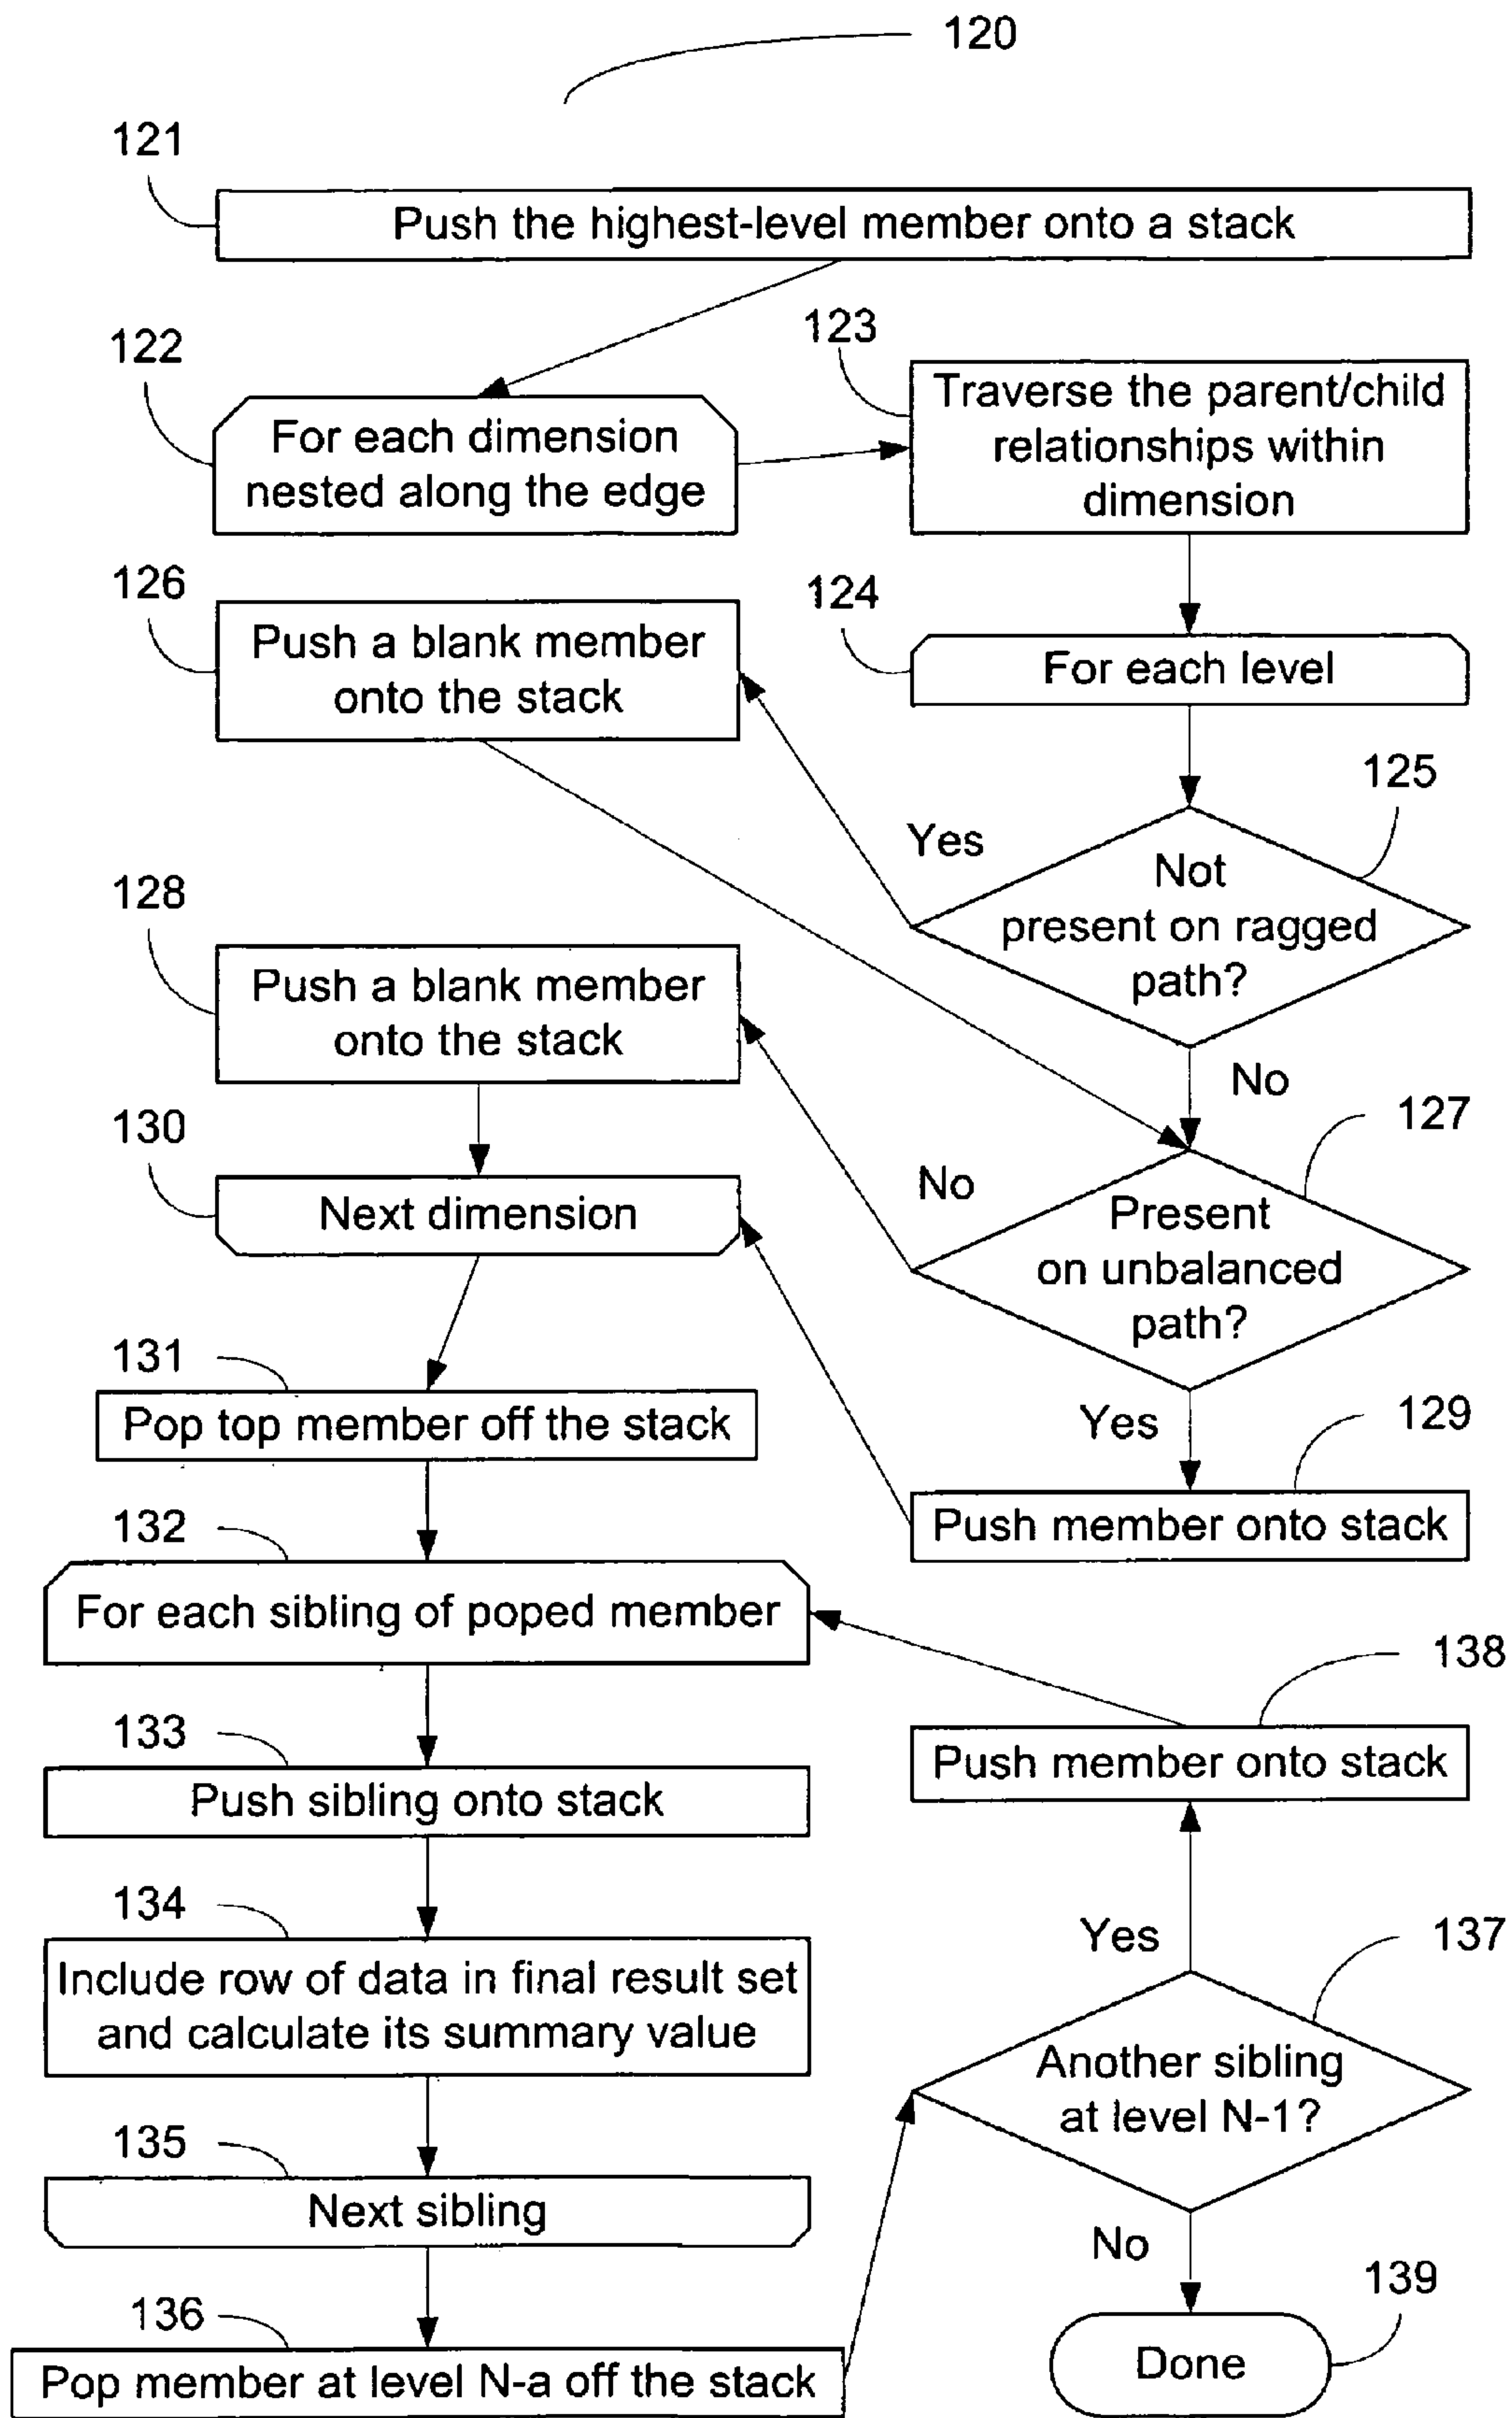 120
121
Push the highest-level member onto a stack
122
For each dimension
nested along the edge
123
Traverse the parent/child
relationships within
dimension
126
Push a blank member
onto the stack
124
For each level
125
Yes
Not
present on ragged
path?
No
128
Push a blank member
onto the stack
127
No
Present
on unbalanced
path?
Yes
130
Next dimension
129
Push member onto stack
131
Pop top member off the stack
132
For each sibling of poped member
133
Push sibling onto stack
138
Push member onto stack
134
Include row of data in final result set
and calculate its summary value
137
Yes
Another sibling
at level N-1?
No
135
Next sibling
136
Pop member at level N-a off the stack
139
Done